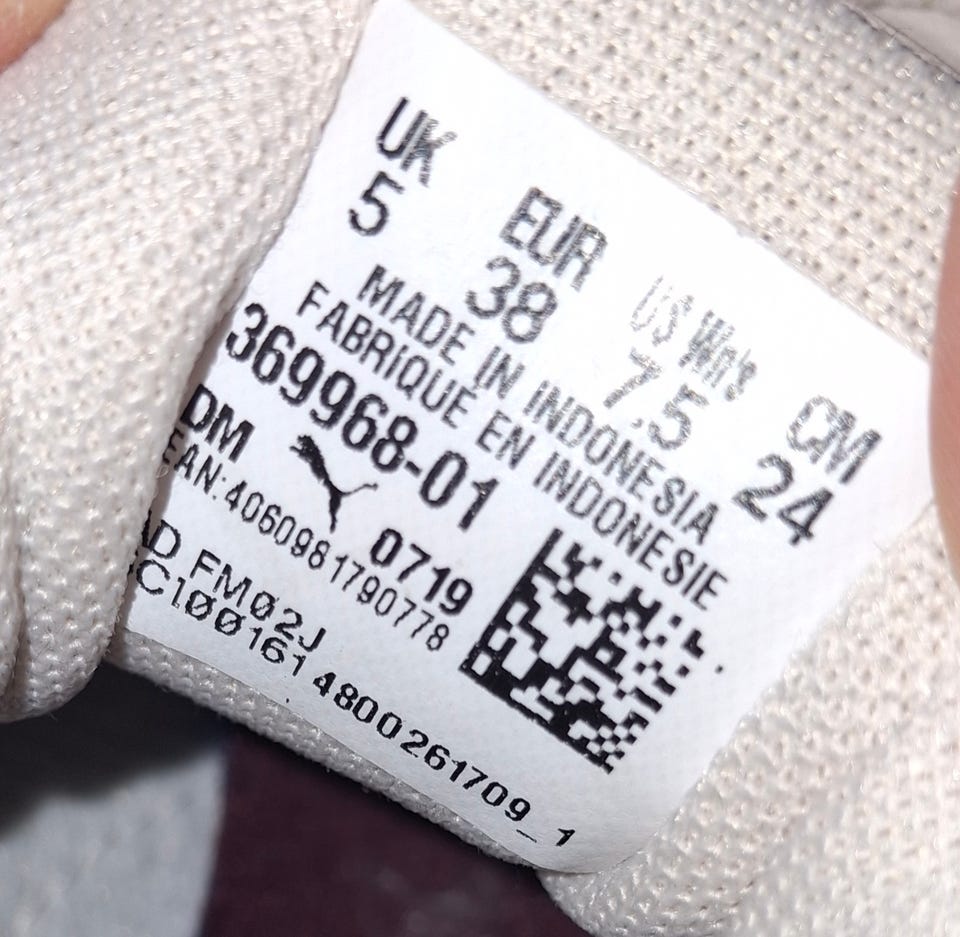 UK EUR US Wn's CM
5 38 7.5 24
MADE IN INDONESIA
FABRIQUE EN INDONESIE
369968-01
DM 0719
EAN:4060981790778
AD FM02J
C100161 4800261709_1